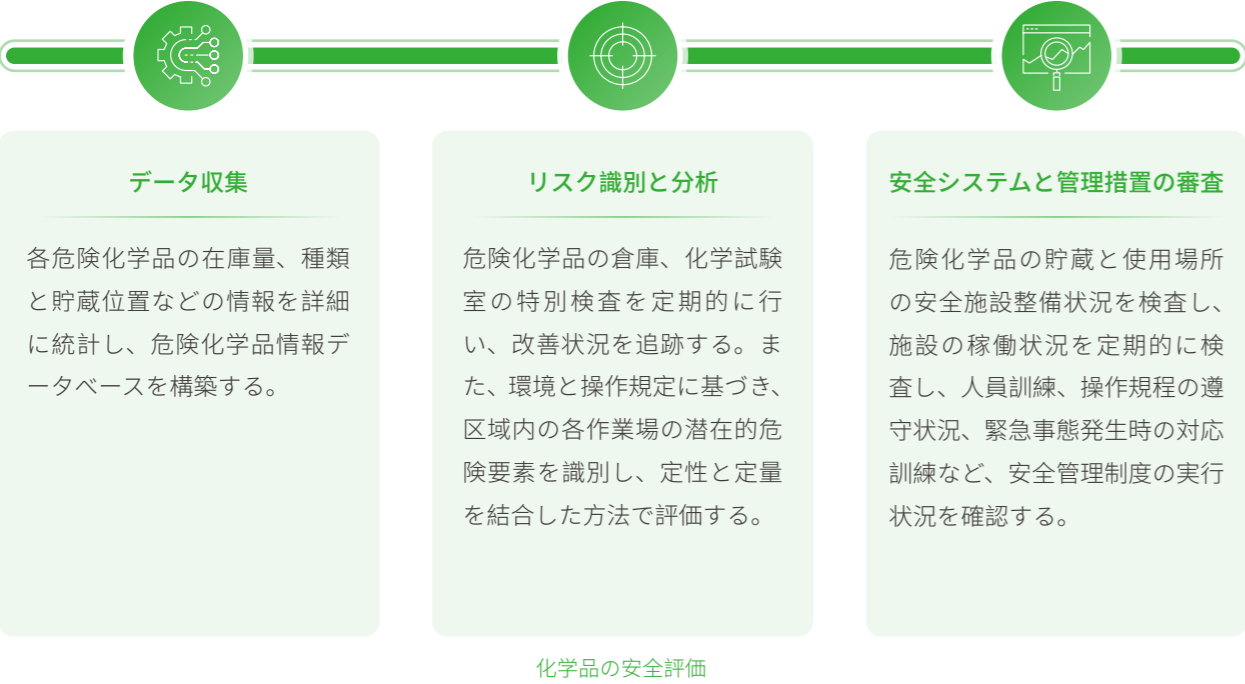 データ収集
各危険化学品の在庫量、種類
と貯蔵位置などの情報を詳細
に統計し、危険化学品情報デ
ータベースを構築する。
リスク識別と分析
危険化学品の倉庫、化学試験
室の特別検査を定期的に行
い、改善状況を追跡する。ま
た、環境と操作規定に基づき、
区域内の各作業場の潜在的危
険要素を識別し、定性と定量
を結合した方法で評価する。
安全システムと管理措置の審査
危険化学品の貯蔵と使用場所
の安全施設整備状況を検査し、
施設の稼働状況を定期的に検
査し、人員訓練、操作規程の遵
守状況、緊急事態発生時の対応
訓練など、安全管理制度の実行
状況を確認する。
化学品の安全評価